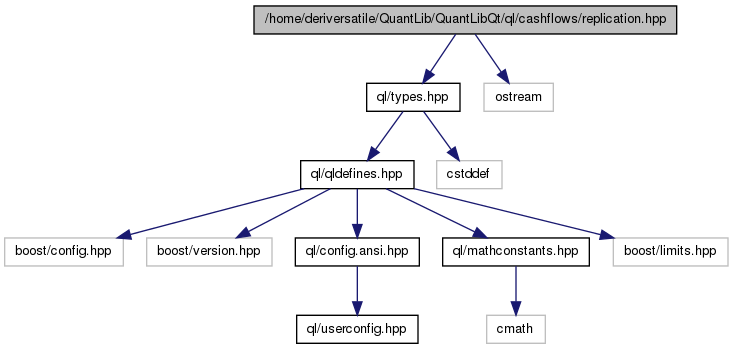 /home/deriversatile/QuantLib/QuantLibQt/ql/cashflows/replication.hpp
ql/types.hpp
ostream
ql/qldefines.hpp
cstddef
boost/config.hpp
boost/version.hpp
ql/config.ansi.hpp
ql/mathconstants.hpp
boost/limits.hpp
ql/userconfig.hpp
cmath